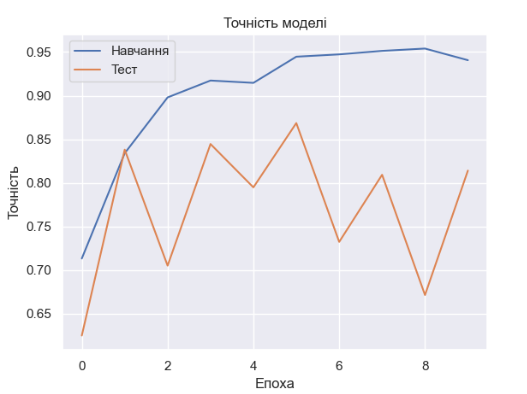 Точність моделі
Навчання
Тест
Точність
0.95
0.90
0.85
0.80
0.75
0.70
0.65
0 2 4 6 8
Епоха